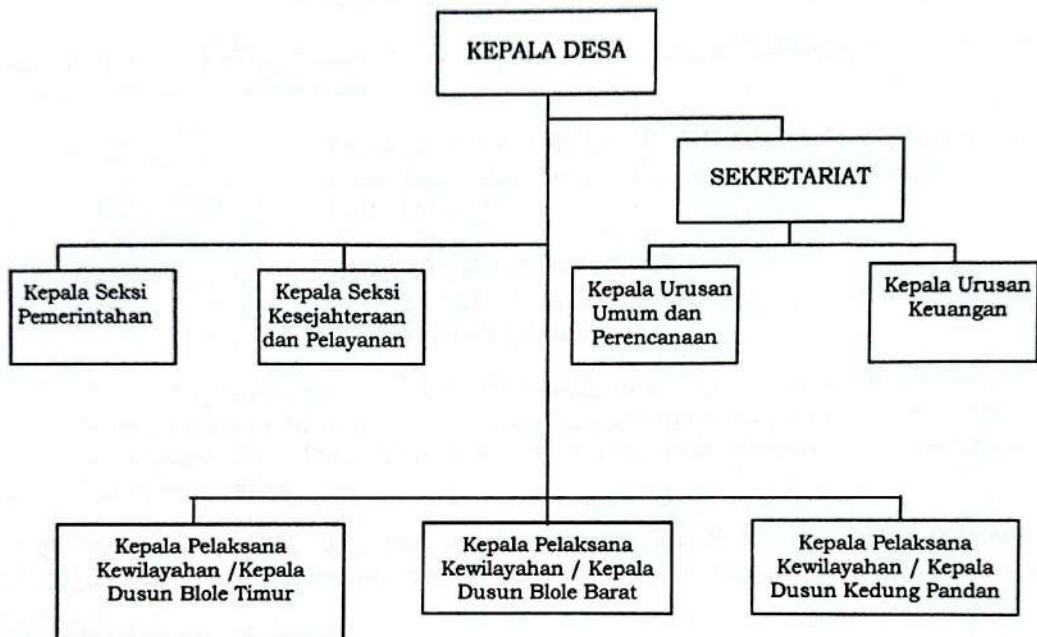 KEPALA DESA
SEKRETARIAT
Kepala Seksi
Pemerintahan
Kepala Seksi
Kesejahteraan
dan Pelayanan
Kepala Urusan
Umum dan
Perencanaan
Kepala Urusan
Keuangan
Kepala Pelaksana
Kewilayahan /Kepala
Dusun Blole Timur
Kepala Pelaksana
Kewilayahan / Kepala
Dusun Blole Barat
Kepala Pelaksana
Kewilayahan / Kepala
Dusun Kedung Pandan